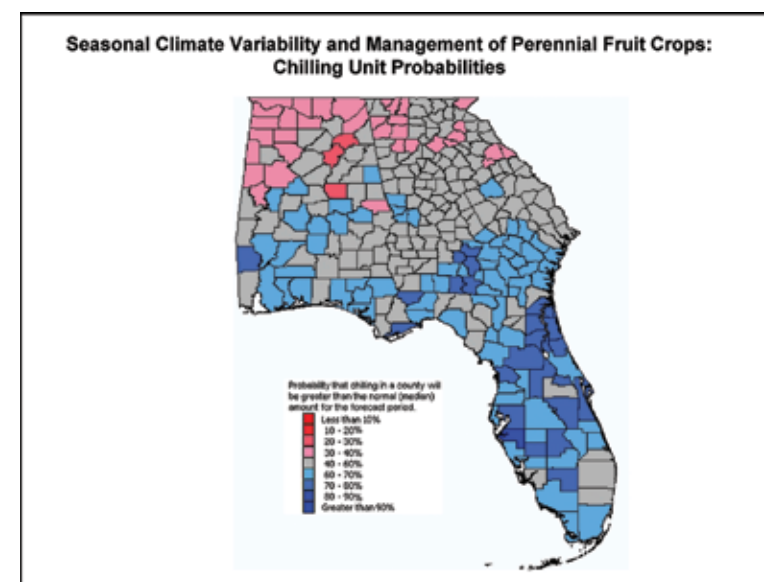 Seasonal Climate Variability and Management of Perennial Fruit Crops:
Chilling Unit Probabilities
Probability that chilling in a county will
be greater than the normal (median)
amount for the forecast period.
Less than 10%
10 - 20%
20 - 30%
30 - 40%
40 - 60%
60 - 70%
70 - 80%
80 - 90%
Greater than 90%